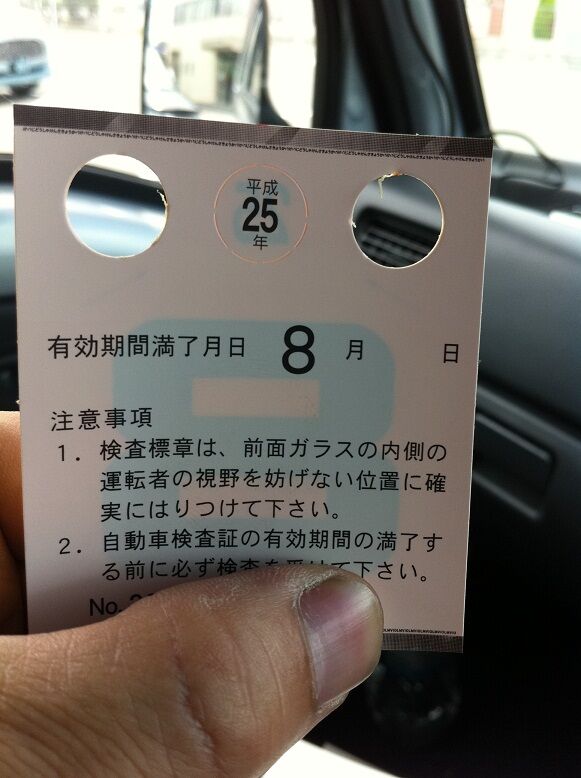 平成
25
年
有効期間満了月日 8 月 日
注意事項
1．検査標章は、前面ガラスの内側の
運転者の視野を妨げない位置に確
実にはりつけて下さい。
2．自動車検査証の有効期間の満了す
る前に必ず検査を受けて下さい。
No.